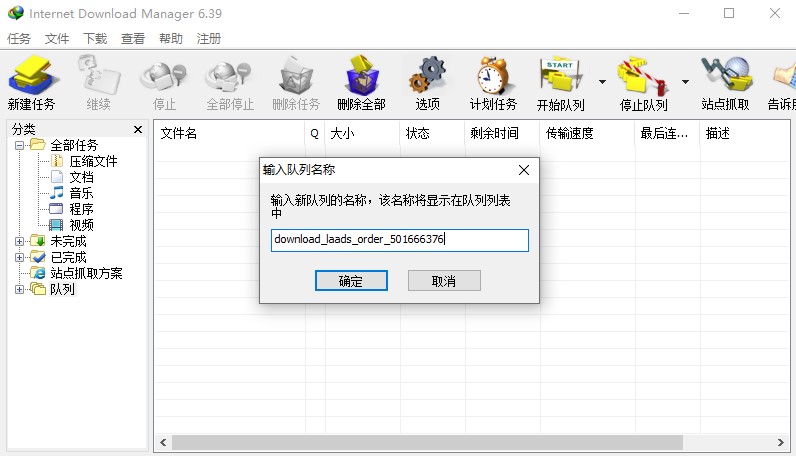 Internet Download Manager 6.39
任务 文件 下载 查看 帮助 注册
START
新建任务 继续 停止 全部停止 删除任务 删除全部 选项 计划任务 开始队列 停止队列 站点抓取 告诉
分类
全部任务
压缩文件
文档
音乐
程序
视频
未完成
已完成
站点抓取方案
队列
文件名 Q 大小 状态 剩余时间 传输速度 最后连... 描述
输入队列名称
输入新队列的名称，该名称将显示在队列列表
中
download_laads_order_501666376
确定 取消